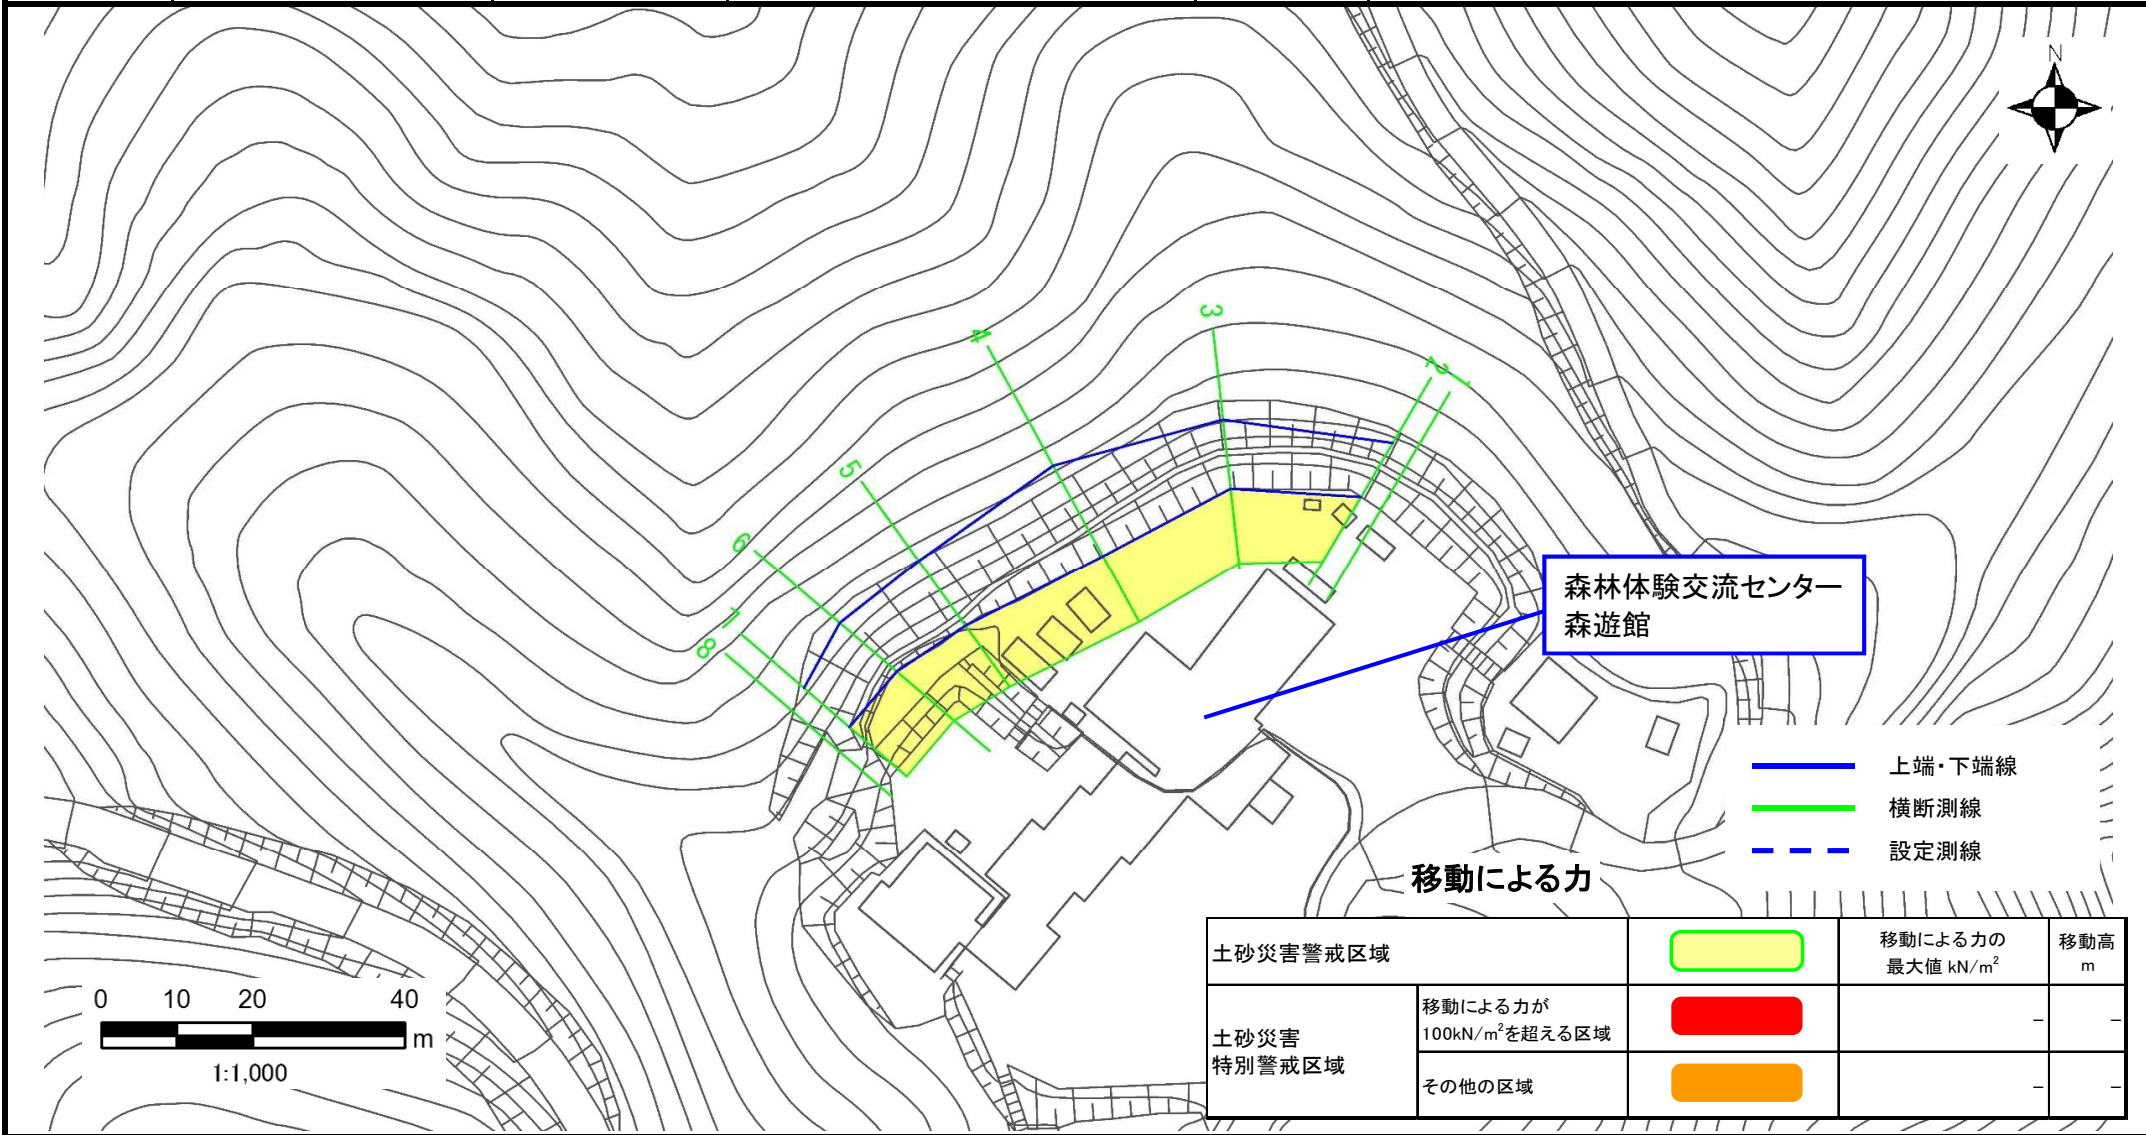 N
3
4
2
5
6
7
8
森林体験交流センター
森遊館
上端・下端線
横断測線
設定測線
移動による力
土砂災害警戒区域
移動による力の
最大値 kN/m²
移動高
m
土砂災害
特別警戒区域
移動による力が
100kN/m²を超える区域
－ －
その他の区域
－ －
0 10 20 40
m
1:1,000